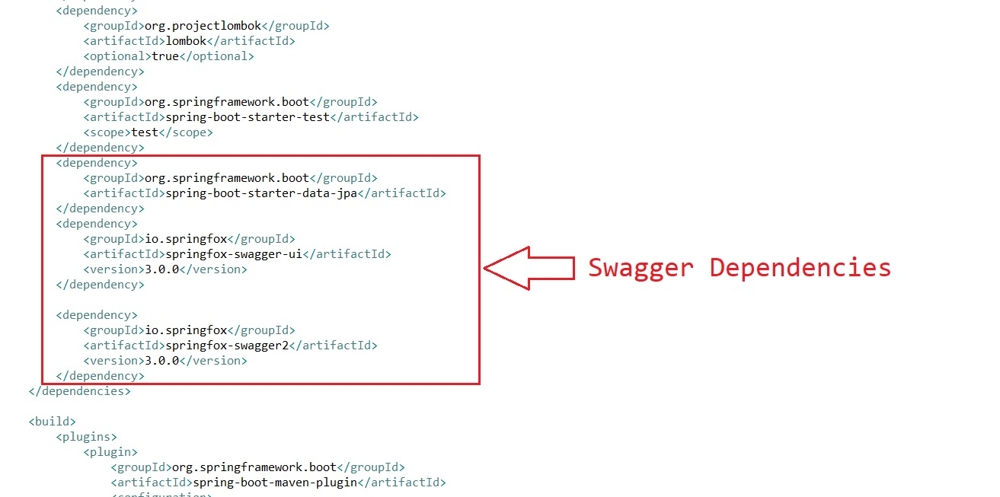 <dependency>
<groupId>org.projectlombok</groupId>
<artifactId>lombok</artifactId>
<optional>true</optional>
</dependency>
<dependency>
<groupId>org.springframework.boot</groupId>
<artifactId>spring-boot-starter-test</artifactId>
<scope>test</scope>
</dependency>
<dependency>
<groupId>org.springframework.boot</groupId>
<artifactId>spring-boot-starter-data-jpa</artifactId>
</dependency>
<dependency>
<groupId>io.springfox</groupId>
<artifactId>springfox-swagger-ui</artifactId>
<version>3.0.0</version>
</dependency>
Swagger Dependencies
<dependency>
<groupId>io.springfox</groupId>
<artifactId>springfox-swagger2</artifactId>
<version>3.0.0</version>
</dependency>
</dependencies>
<build>
<plugins>
<plugin>
<groupId>org.springframework.boot</groupId>
<artifactId>spring-boot-maven-plugin</artifactId>
<configuration>